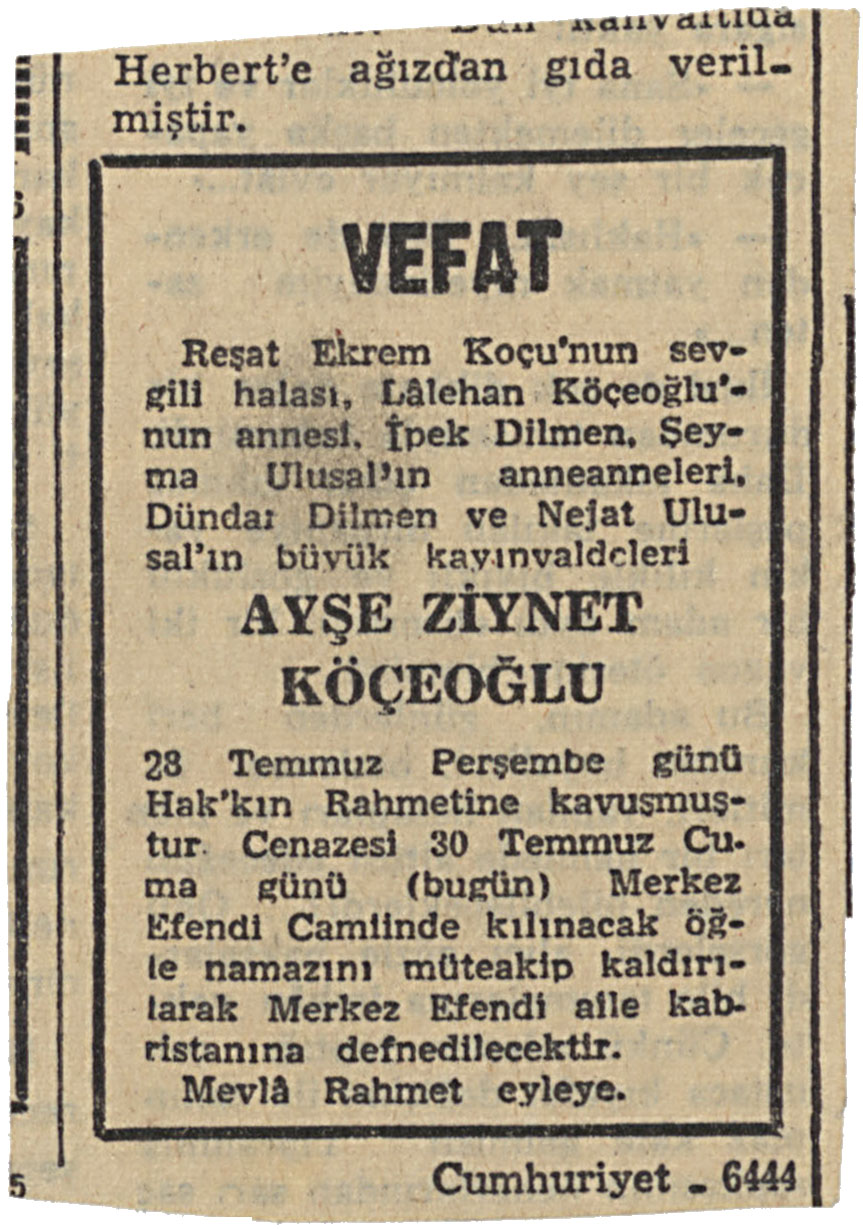 Herbert'e ağızdan gıda veril-
miştir.
VEFAT
Reşat Ekrem Koçu'nun sev-
gili halası, Lâlehan Köçeoğlu'-
nun annesi, İpek Dilmen, Şey-
ma Ulusal'ın anneanneleri,
Dündar Dilmen ve Nejat Ulu-
sal'ın büyük kayınvaldeleri
AYŞE ZİYNET
KÖÇEOĞLU
28 Temmuz Perşembe günü
Hak'kın Rahmetine kavuşmuş-
tur. Cenazesi 30 Temmuz Cu-
ma günü (bugün) Merkez
Efendi Camiinde kılınacak öğ-
le namazını müteakip kaldırı-
larak Merkez Efendi aile kab-
ristanına defnedilecektir.
Mevlâ Rahmet eyleye.
Cumhuriyet - 6444
5